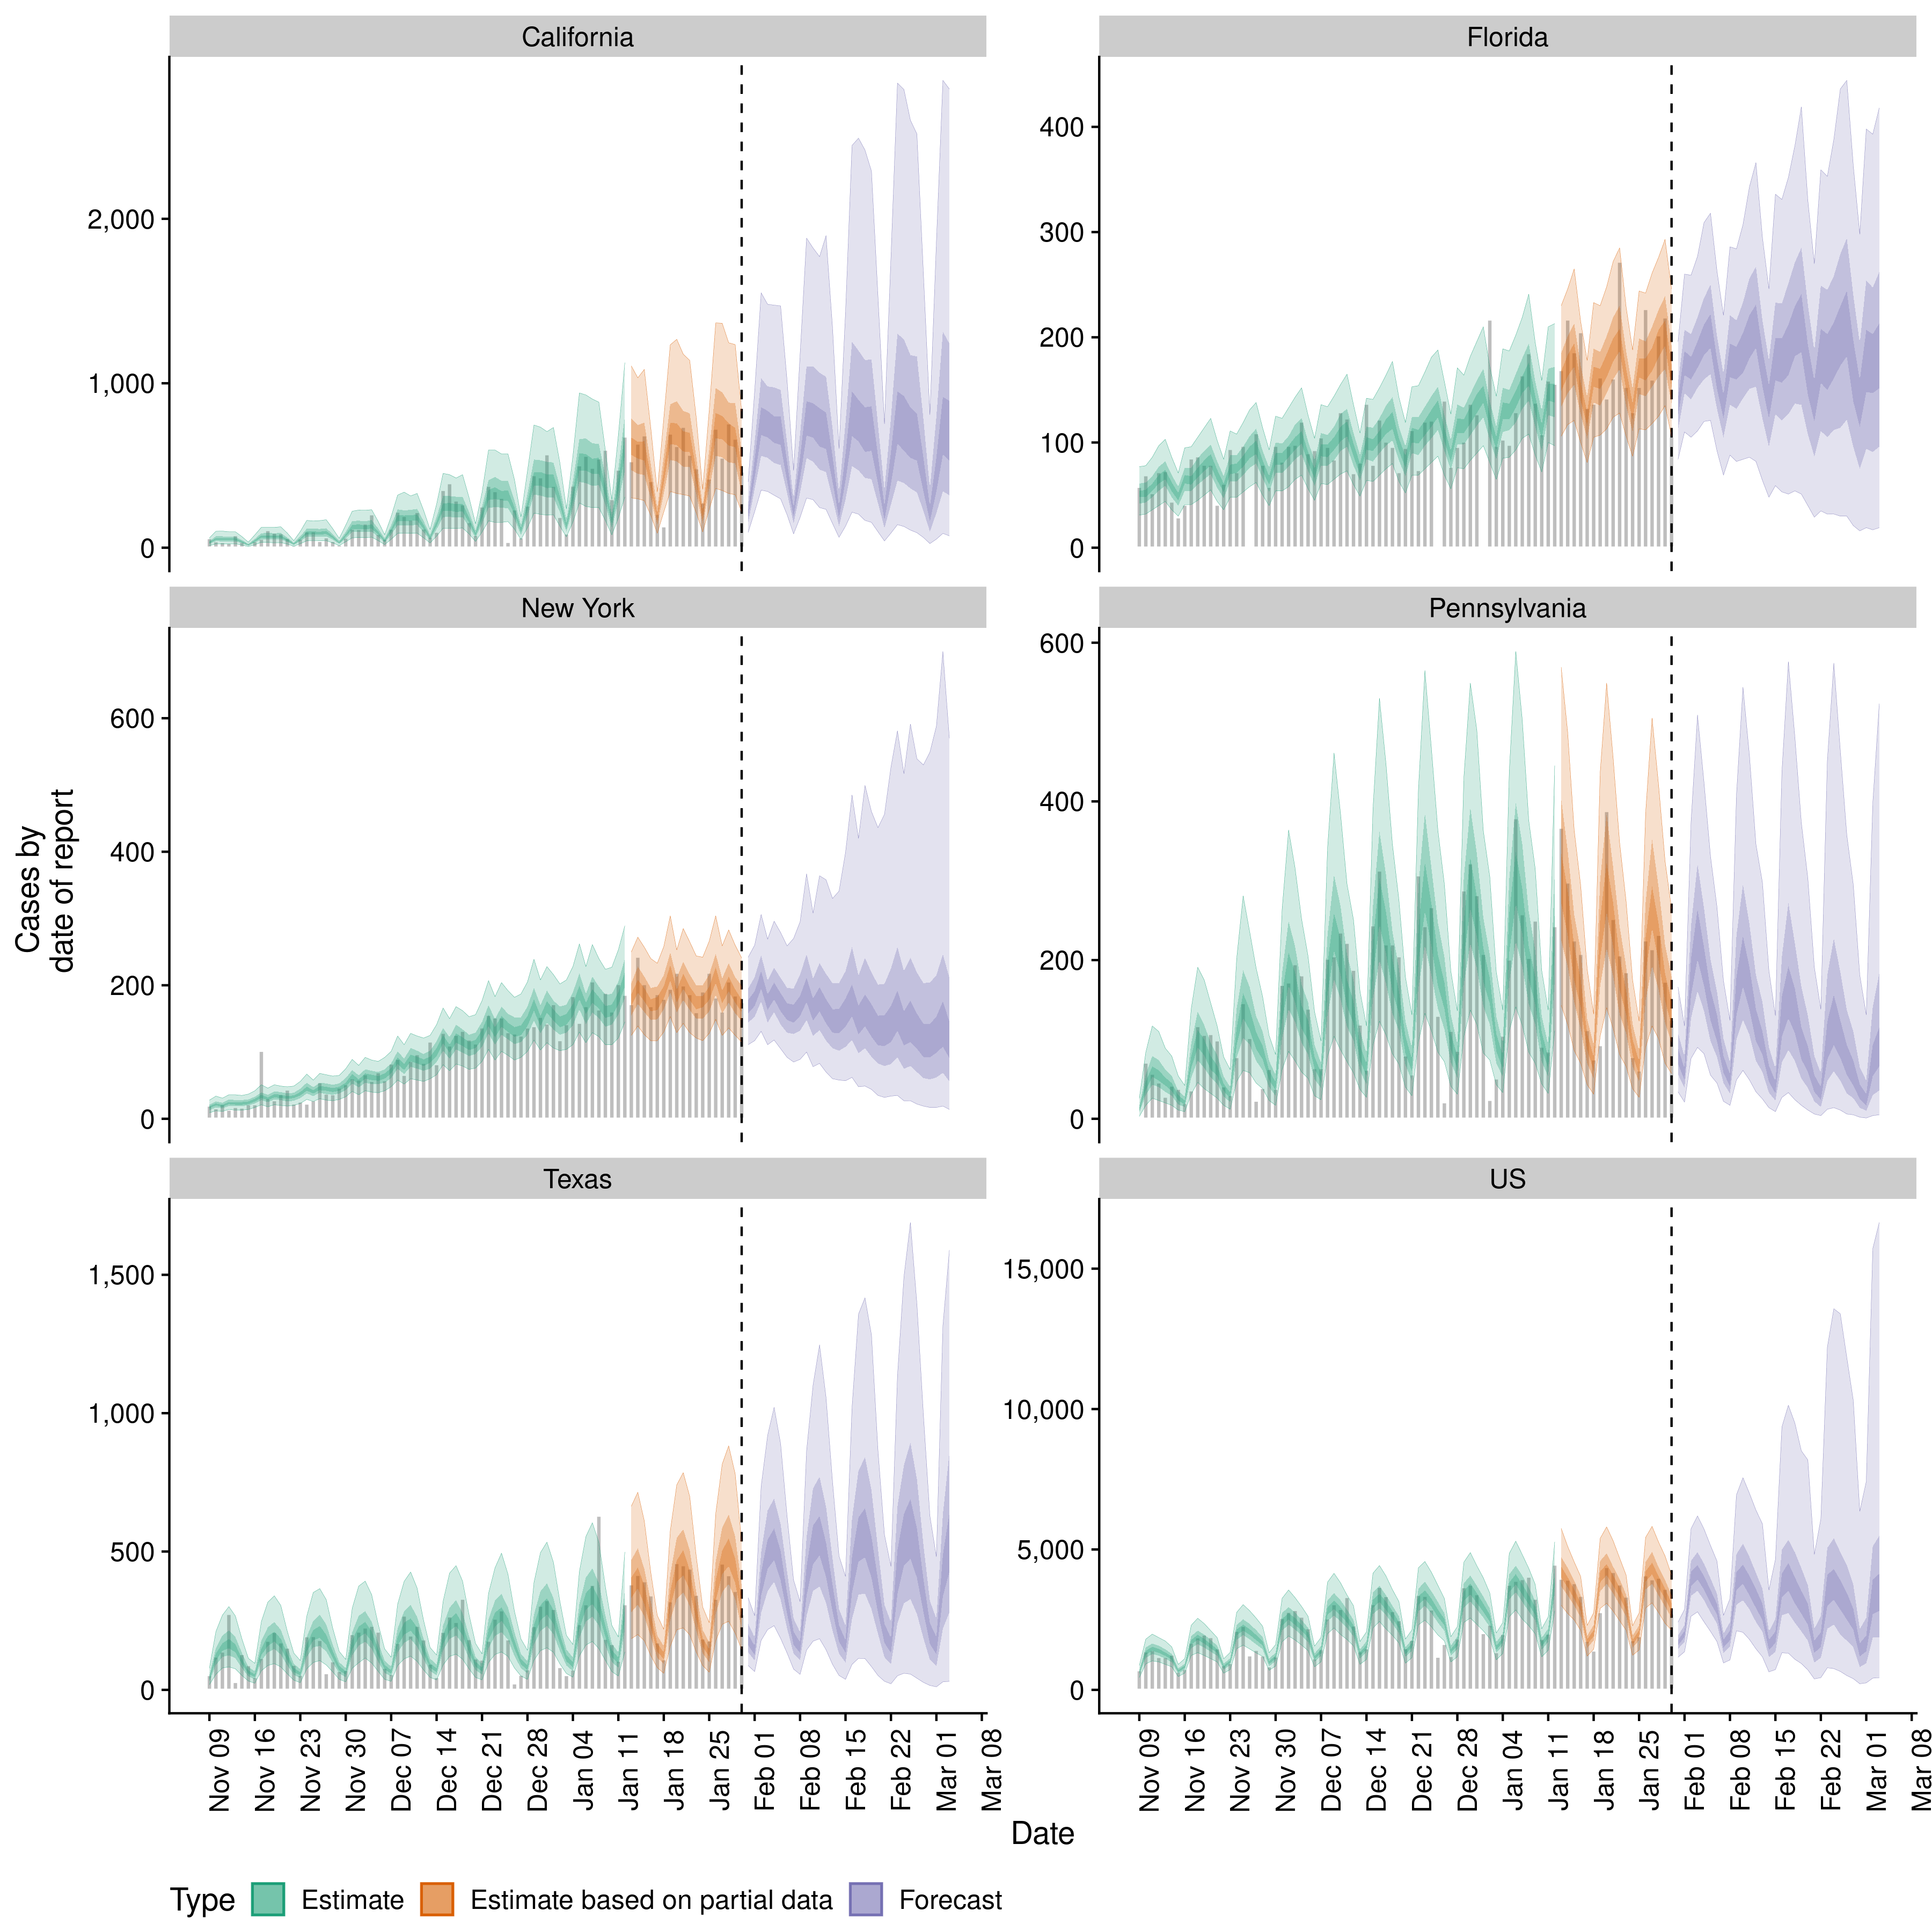 California
Florida
2,000
1,000
0
400
300
200
100
0
New York
Pennsylvania
600
400
200
0
600
400
200
0
Texas
US
1,500
1,000
500
0
15,000
10,000
5,000
0
Cases by
date of report
Nov 09
Nov 16
Nov 23
Nov 30
Dec 07
Dec 14
Dec 21
Dec 28
Jan 04
Jan 11
Jan 18
Jan 25
Feb 01
Feb 08
Feb 15
Feb 22
Mar 01
Mar 08
Nov 09
Nov 16
Nov 23
Nov 30
Dec 07
Dec 14
Dec 21
Dec 28
Jan 04
Jan 11
Jan 18
Jan 25
Feb 01
Feb 08
Feb 15
Feb 22
Mar 01
Mar 08
Date
Type Estimate Estimate based on partial data Forecast